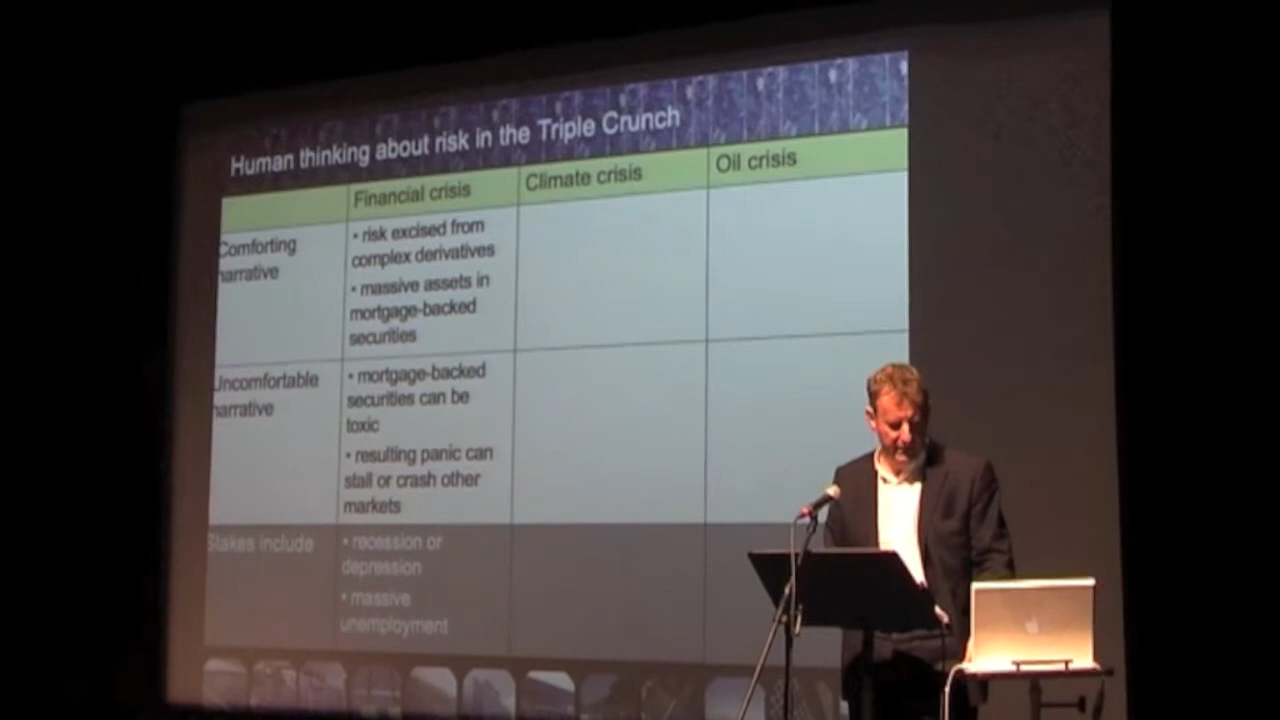 Human thinking about risk in the Triple Crunch
Financial crisis
Climate crisis
Oil crisis
Comforting
narrative
• risk excised from
complex derivatives
• massive assets in
mortgage-backed
securities
Uncomfortable
narrative
• mortgage-backed
securities can be
toxic
• resulting panic can
stall or crash other
markets
Stakes include
• recession or
depression
• massive
unemployment